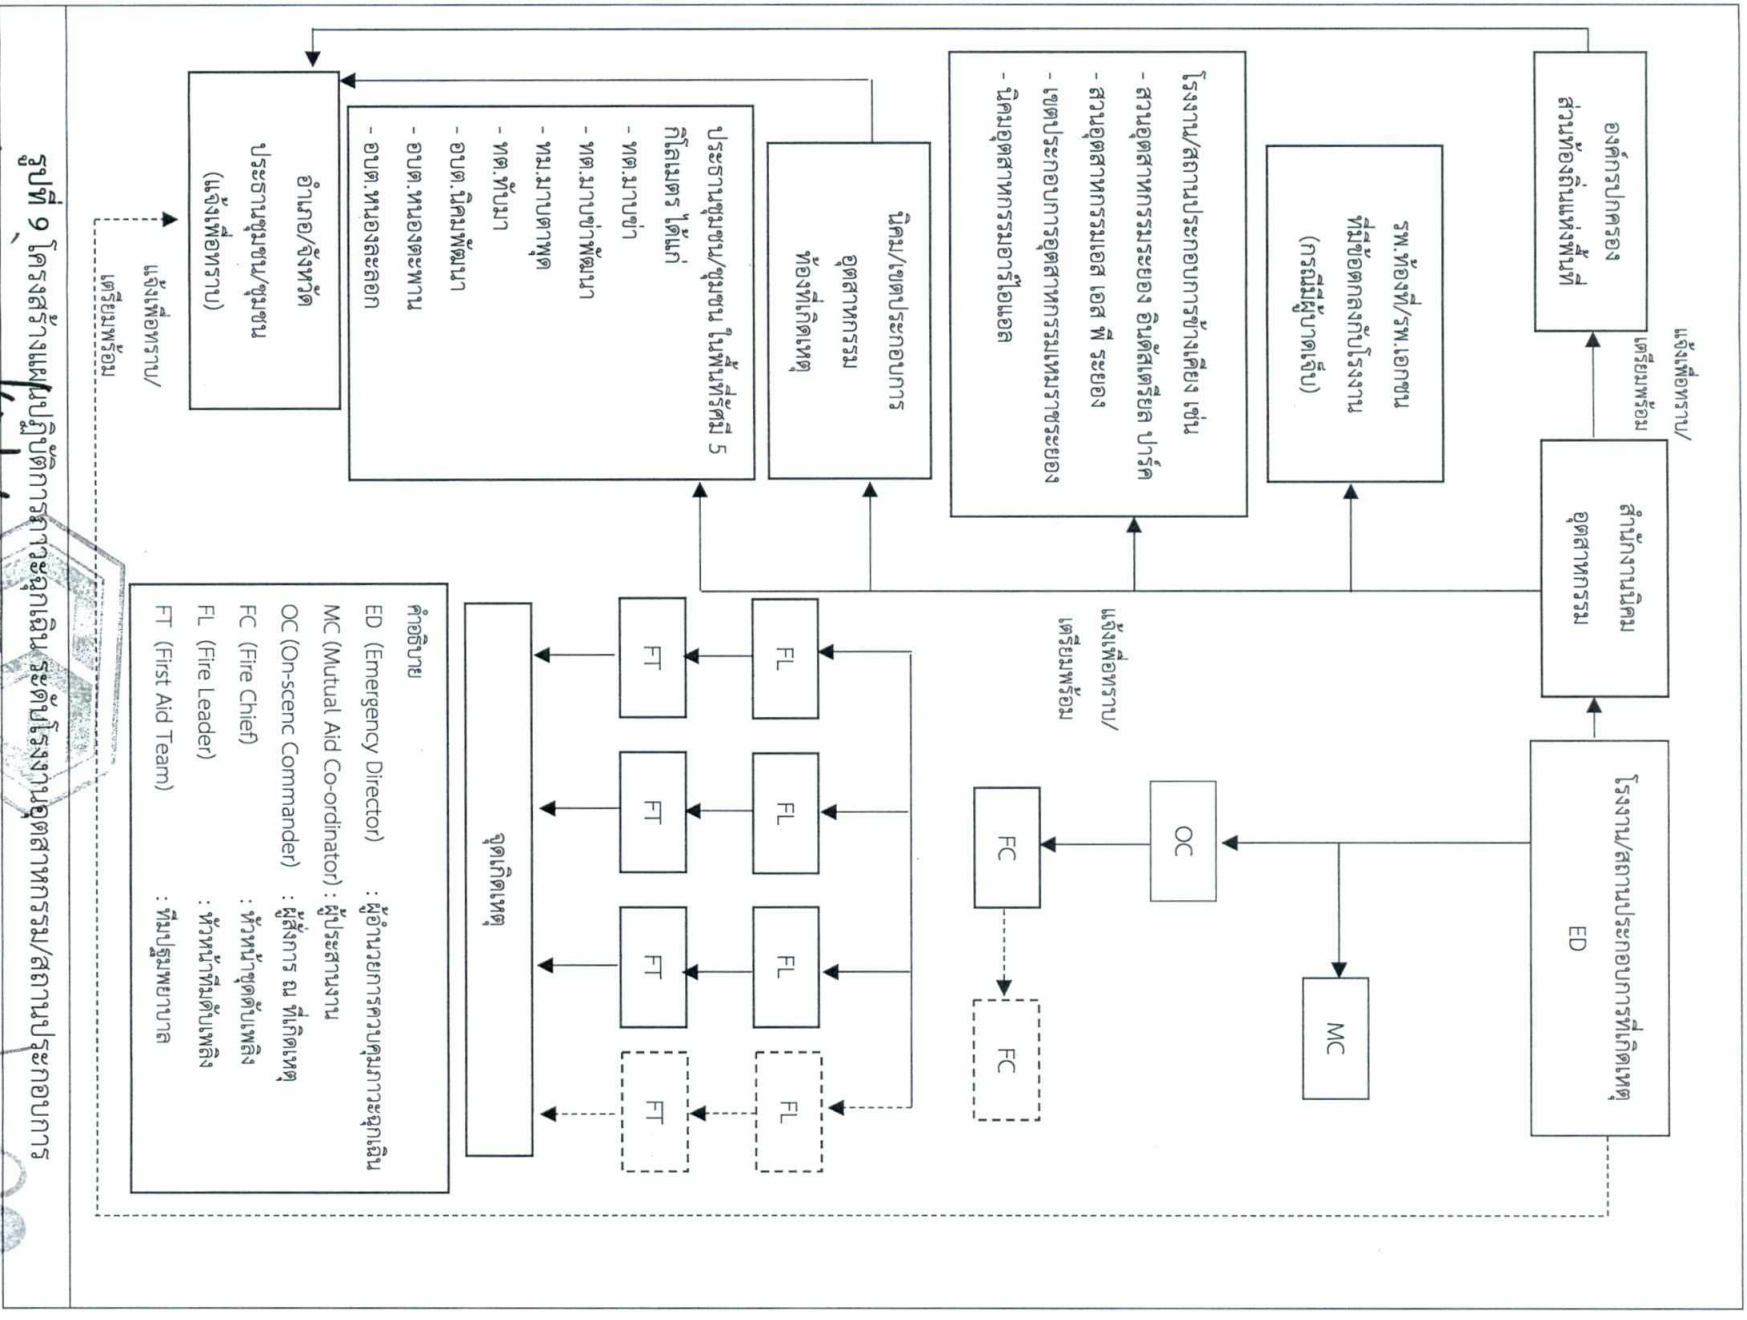 องค์กรปกครอง
ส่วนท้องถิ่นแห่งพื้นที่
แจ้งเพื่อทราบ/
เตรียมพร้อม
สำนักงานนิคม
อุตสาหกรรม
โรงงาน/สถานประกอบการที่เกิดเหตุ
ED
รพ.ท้องที่/รพ.เอกชน
ที่มีข้อตกลงกับโรงงาน
(กรณีมีผู้บาดเจ็บ)
MC
โรงงาน/สถานประกอบการข้างเคียง เช่น
- สวนอุตสาหกรรมระยอง อินดัสเตรียล ปาร์ค
- สวนอุตสาหกรรมเอส เอส พี ระยอง
- เขตประกอบการอุตสาหกรรมเหมราชระยอง
- นิคมอุตสาหกรรมอาร์ไอแอล
แจ้งเพื่อทราบ/
เตรียมพร้อม
OC
FC
FC
นิคม/เขตประกอบการ
อุตสาหกรรม
ท้องที่เกิดเหตุ
FL
FL
FL
FL
ประธานชุมชน/ชุมชน ในพื้นที่รัศมี 5
กิโลเมตร ได้แก่
- ทต.มาบข่า
- ทต.มาบข่าพัฒนา
- ทม.มาบตาพุด
- ทต.ทับมา
- อบต.นิคมพัฒนา
- อบต.หนองตะพาน
- อบต.หนองละลอก
FT
FT
FT
FT
จุดเกิดเหตุ
อำเภอ/จังหวัด
ประธานชุมชน/ชุมชน
(แจ้งเพื่อทราบ)
คำอธิบาย
ED (Emergency Director) : ผู้อำนวยการควบคุมภาวะฉุกเฉิน
MC (Mutual Aid Co-ordinator) : ผู้ประสานงาน
OC (On-scenc Commander) : ผู้สั่งการ ณ ที่เกิดเหตุ
FC (Fire Chief) : หัวหน้าชุดดับเพลิง
FL (Fire Leader) : หัวหน้าทีมดับเพลิง
FT (First Aid Team) : ทีมปฐมพยาบาล
แจ้งเพื่อทราบ/
เตรียมพร้อม
รูปที่ 9 โครงสร้างแผนปฏิบัติการภาวะฉุกเฉิน ระดับโรงงานอุตสาหกรรม/สถานประกอบการ